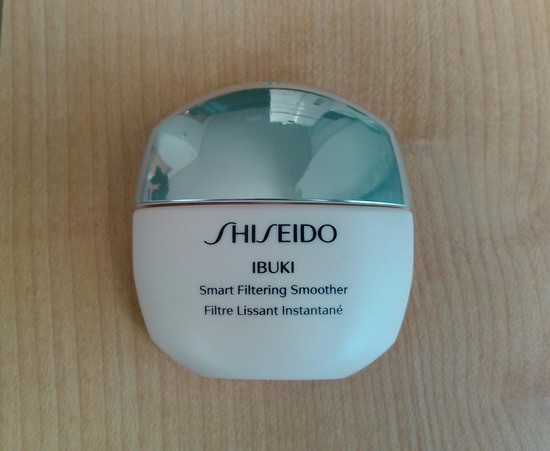 SHISEIDO
IBUKI
Smart Filtering Smoother
Filtre Lissant Instantané